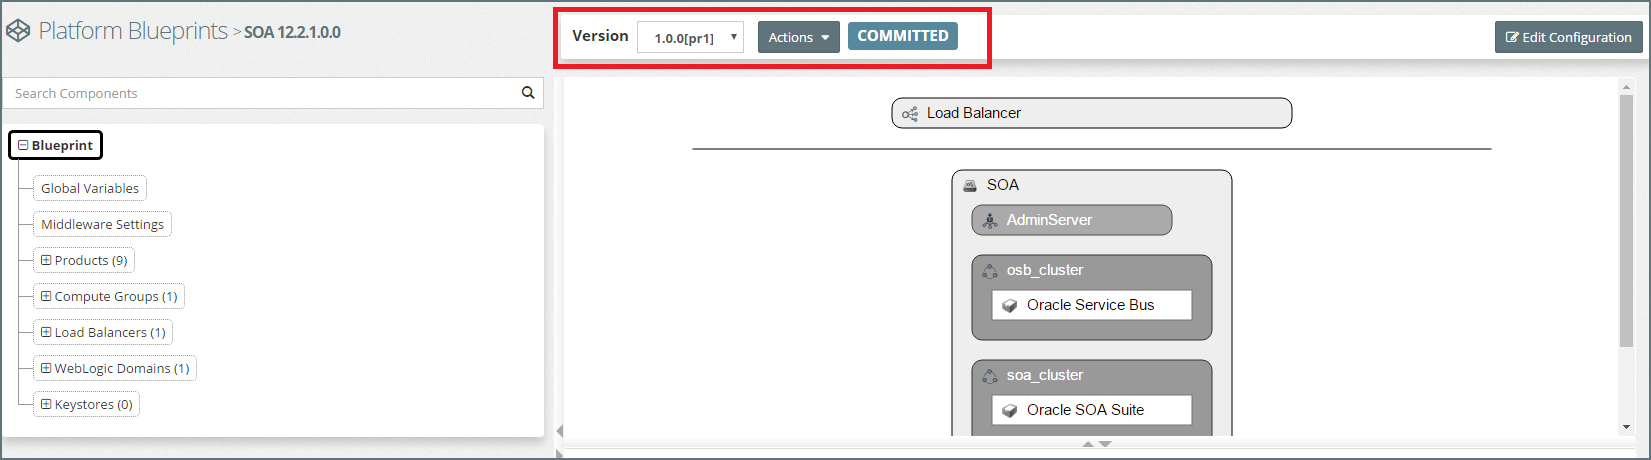 Platform Blueprints > SOA 12.2.1.0.0
Version 1.0.0[pr1] Actions COMMITTED
Edit Configuration
Search Components
Blueprint
Global Variables
Middleware Settings
Products (9)
Compute Groups (1)
Load Balancers (1)
WebLogic Domains (1)
Keystores (0)
Load Balancer
SOA
AdminServer
osb_cluster
Oracle Service Bus
soa_cluster
Oracle SOA Suite